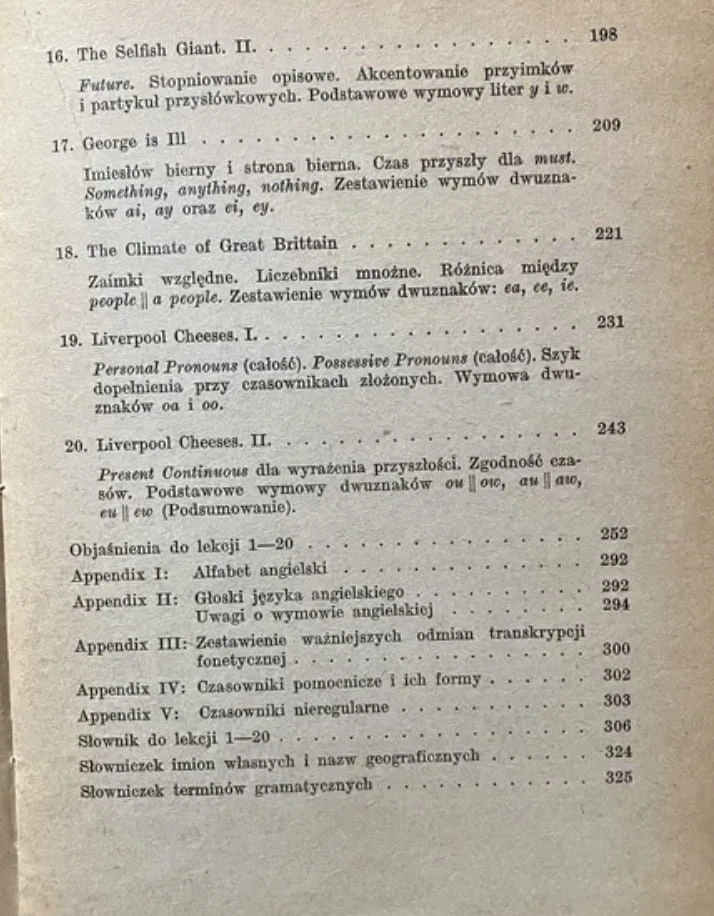 16. The Selfish Giant. II. . . . . . . . . . . . . . . . . . 198
Future. Stopniowanie opisowe. Akcentowanie przyimków
i partykuł przysłówkowych. Podstawowe wymowy liter y i w.
17. George is Ill . . . . . . . . . . . . . . . . . . . . 209
Imiesłów bierny i strona bierna. Czas przyszły dla must.
Something, anything, nothing. Zestawienie wymów dwuzna-
ków ai, ay oraz ei, ey.
18. The Climate of Great Brittain . . . . . . . . . . . . . 221
Zaimki względne. Liczebniki mnożne. Różnica między
people || a people. Zestawienie wymów dwuznaków: ea, ee, ie.
19. Liverpool Cheeses. I. . . . . . . . . . . . . . . . . . 231
Personal Pronouns (całość). Possessive Pronouns (całość). Szyk
dopełnienia przy czasownikach złożonych. Wymowa dwu-
znaków oa i oo.
20. Liverpool Cheeses. II. . . . . . . . . . . . . . . . . 243
Present Continuous dla wyrażenia przyszłości. Zgodność cza-
sów. Podstawowe wymowy dwuznaków ou || ow, au || aw,
eu || ew (Podsumowanie).
Objaśnienia do lekcji 1—20 . . . . . . . . . . . . . . . 252
Appendix I: Alfabet angielski . . . . . . . . . . . . . 292
Appendix II: Głoski języka angielskiego . . . . . . . . . . 292
Uwagi o wymowie angielskiej . . . . . . . . 294
Appendix III: Zestawienie ważniejszych odmian transkrypcji
fonetycznej . . . . . . . . . . . . . . . . . 300
Appendix IV: Czasowniki pomocnicze i ich formy . . . . . . 302
Appendix V: Czasowniki nieregularne . . . . . . . . . . . 303
Słownik do lekcji 1—20 . . . . . . . . . . . . . . . . . 306
Słowniczek imion własnych i nazw geograficznych . . . . . . 324
Słowniczek terminów gramatycznych . . . . . . . . . . . . 325